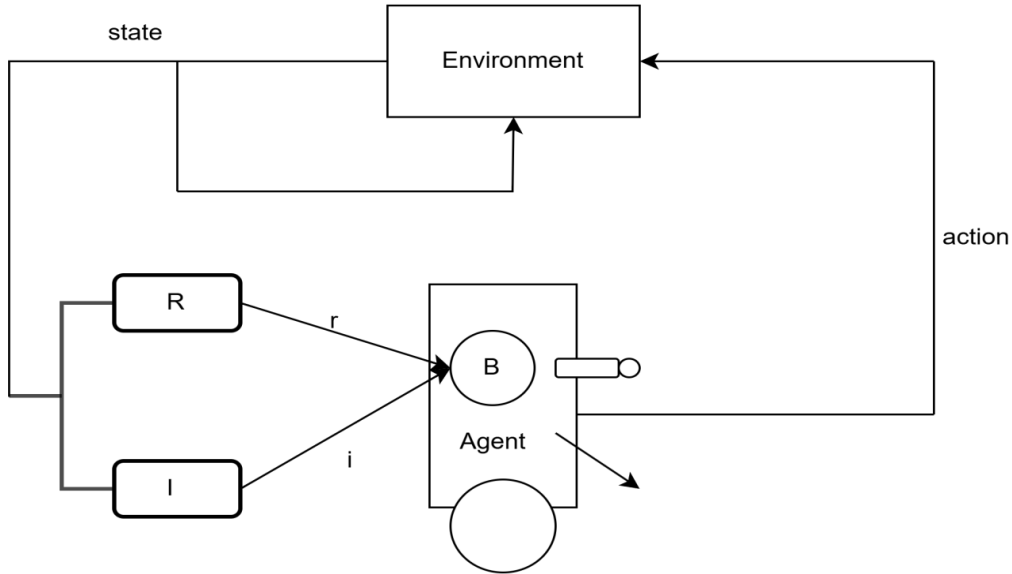 state
Environment
action
R
r
B
Agent
i
I